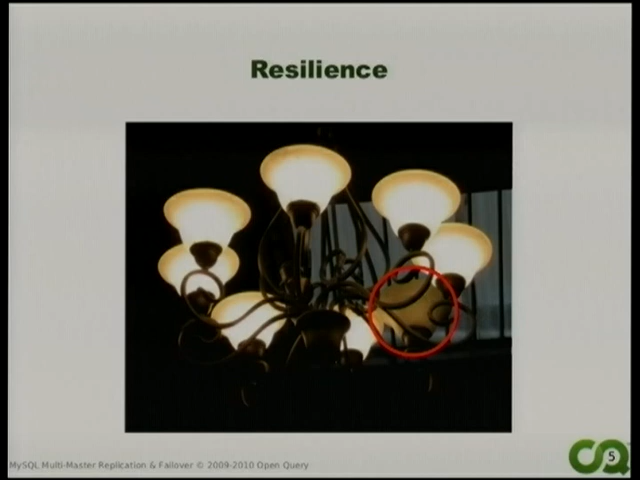 Resilience
MySQL Multi-Master Replication & Failover © 2009-2010 Open Query
5